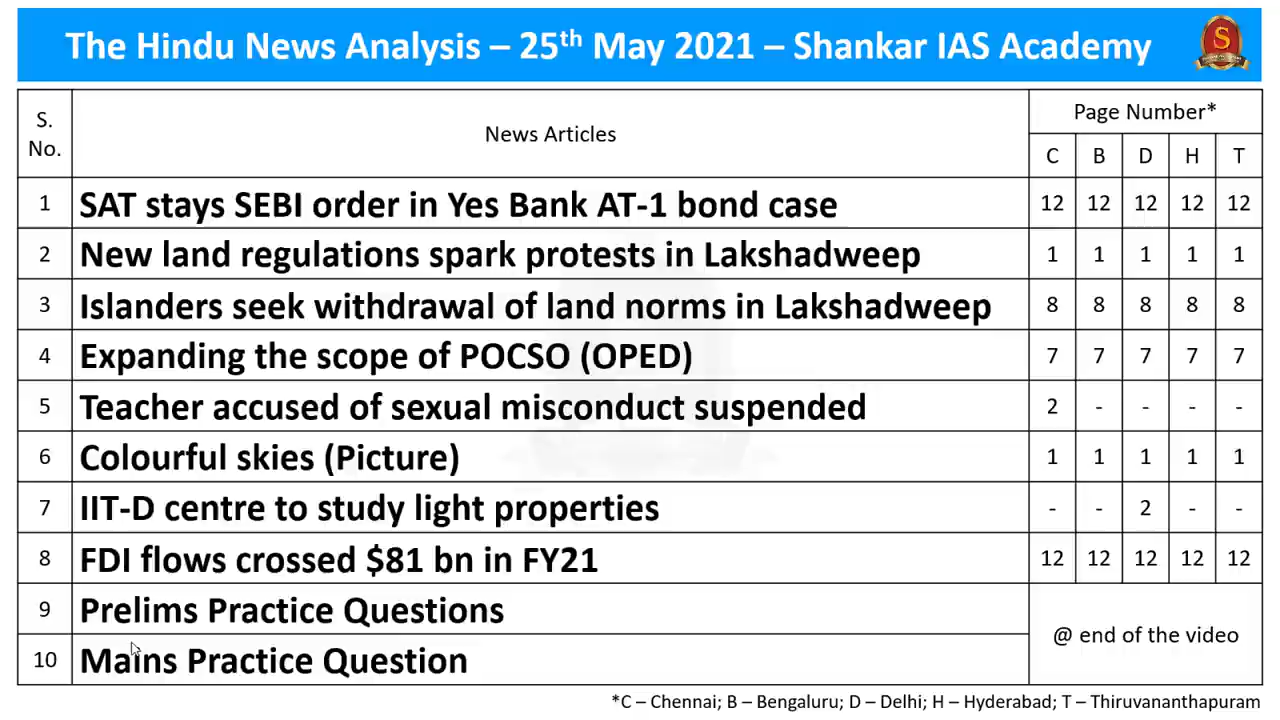 The Hindu News Analysis – 25th May 2021 – Shankar IAS Academy
S. No. News Articles Page Number*
C B D H T
1 SAT stays SEBI order in Yes Bank AT-1 bond case 12 12 12 12 12
2 New land regulations spark protests in Lakshadweep 1 1 1 1 1
3 Islanders seek withdrawal of land norms in Lakshadweep 8 8 8 8 8
4 Expanding the scope of POCSO (OPED) 7 7 7 7 7
5 Teacher accused of sexual misconduct suspended 2 - - - -
6 Colourful skies (Picture) 1 1 1 1 1
7 IIT-D centre to study light properties - - 2 - -
8 FDI flows crossed $81 bn in FY21 12 12 12 12 12
9 Prelims Practice Questions
@ end of the video
10 Mains Practice Question
*C – Chennai; B – Bengaluru; D – Delhi; H – Hyderabad; T – Thiruvananthapuram